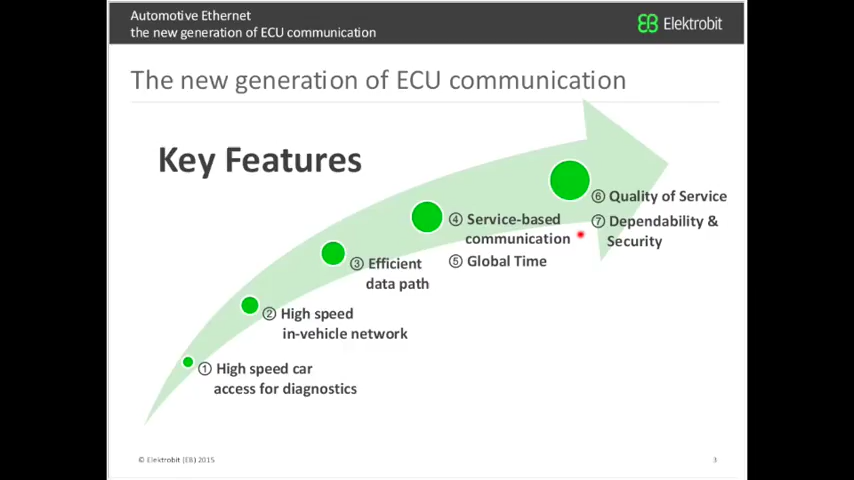 Automotive Ethernet
the new generation of ECU communication
EB Elektrobit
The new generation of ECU communication
Key Features
① High speed car
access for diagnostics
② High speed
in-vehicle network
③ Efficient
data path
④ Service-based
communication
⑤ Global Time
⑥ Quality of Service
⑦ Dependability &
Security
© Elektrobit (EB) 2015
3